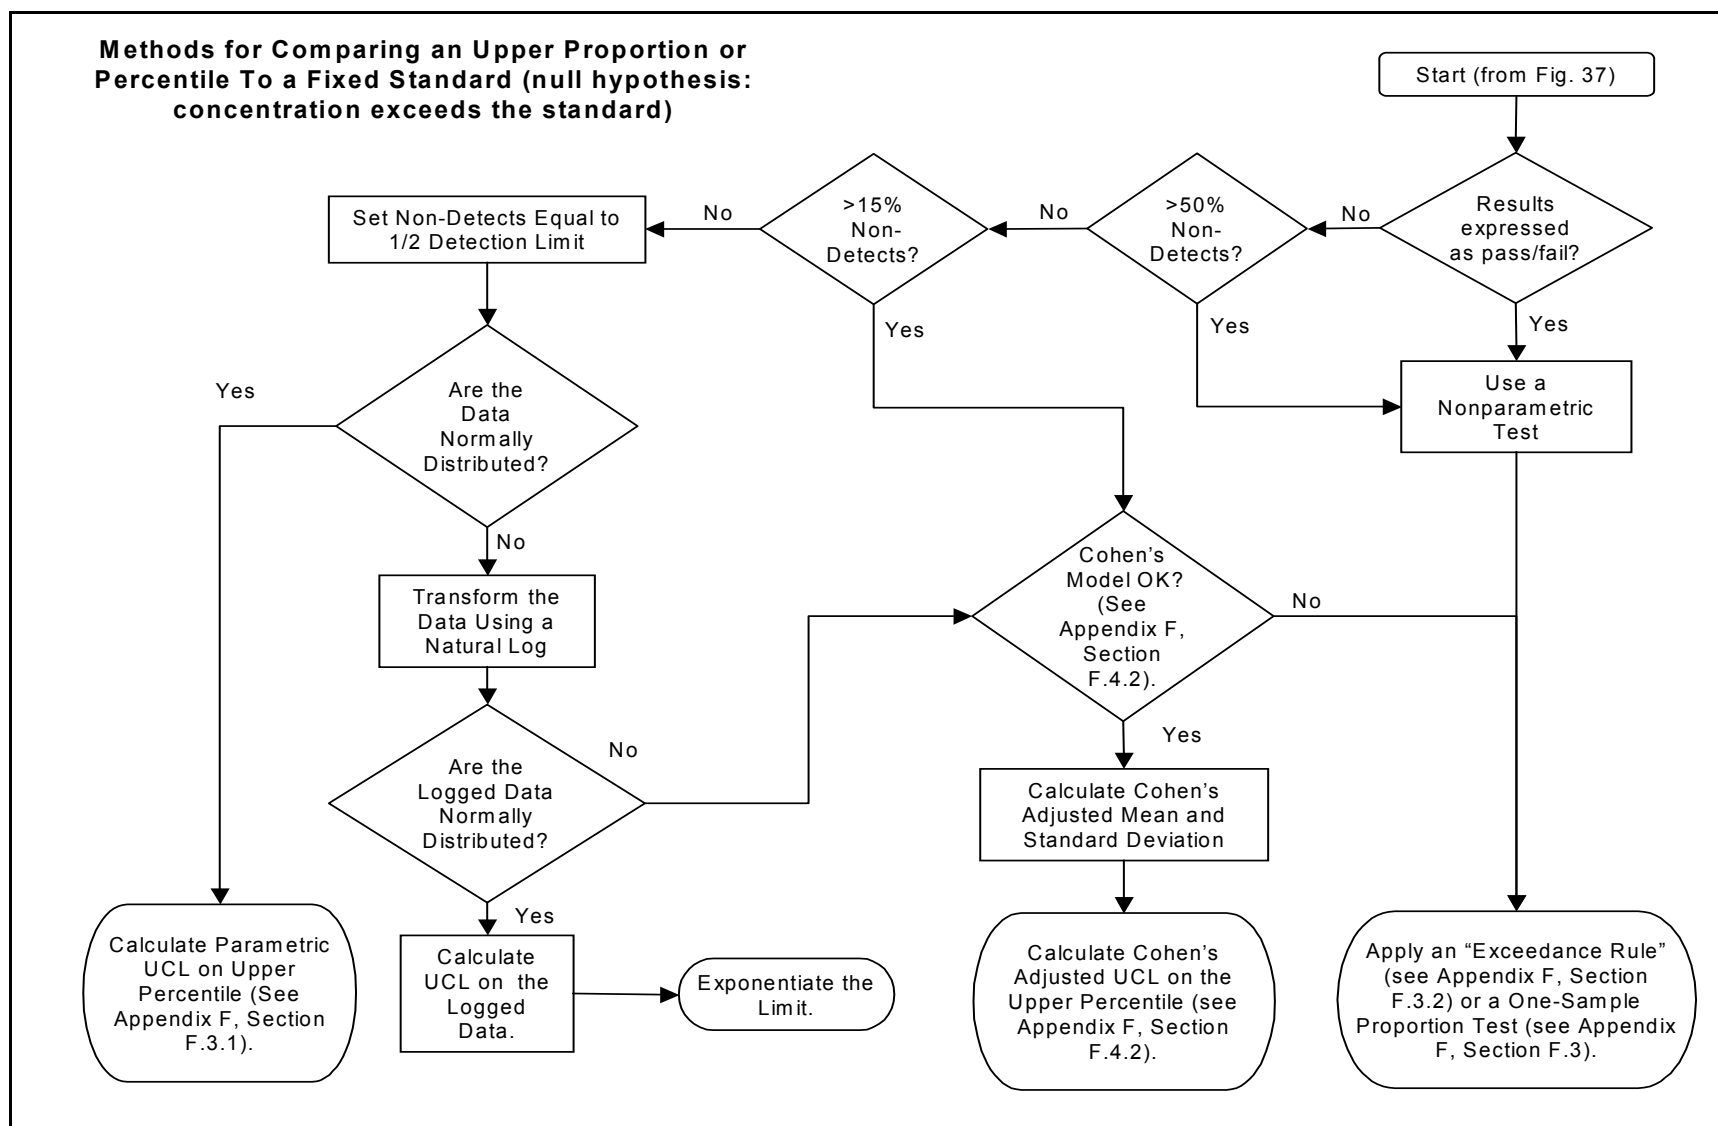 Methods for Comparing an Upper Proportion or
Percentile To a Fixed Standard (null hypothesis:
concentration exceeds the standard)
Start (from Fig. 37)
Results
expressed
as pass/fail?
No
Yes
>50%
Non-
Detects?
No
Yes
>15%
Non-
Detects?
No
Yes
Set Non-Detects Equal to
1/2 Detection Limit
Use a
Nonparametric
Test
Are the
Data
Normally
Distributed?
Yes
No
Transform the
Data Using a
Natural Log
Cohen's
Model OK?
(See
Appendix F,
Section
F.4.2).
No
Yes
Are the
Logged Data
Normally
Distributed?
No
Yes
Calculate Cohen's
Adjusted Mean and
Standard Deviation
Calculate Parametric
UCL on Upper
Percentile (See
Appendix F, Section
F.3.1).
Calculate
UCL on the
Logged
Data.
Exponentiate the
Limit.
Calculate Cohen's
Adjusted UCL on the
Upper Percentile (see
Appendix F, Section
F.4.2).
Apply an “Exceedance Rule”
(see Appendix F, Section
F.3.2) or a One-Sample
Proportion Test (see Appendix
F, Section F.3).